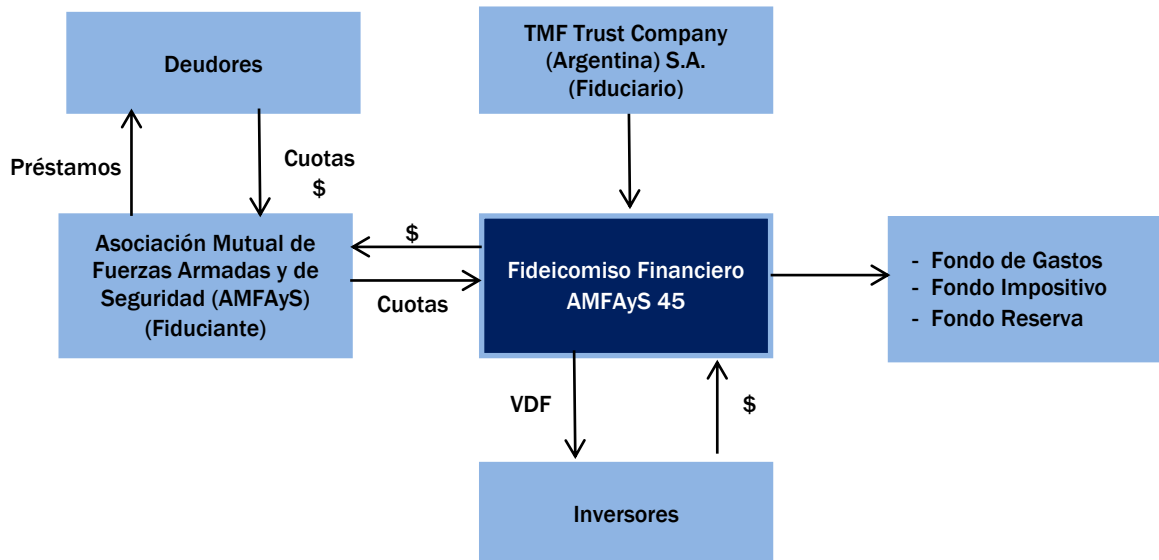 Deudores
TMF Trust Company
(Argentina) S.A.
(Fiduciario)
Préstamos
Cuotas
$
Asociación Mutual de
Fuerzas Armadas y de
Seguridad (AMFAyS)
(Fiduciante)
$
Cuotas
Fideicomiso Financiero
AMFAyS 45
- Fondo de Gastos
- Fondo Impositivo
- Fondo Reserva
VDF
$
Inversores